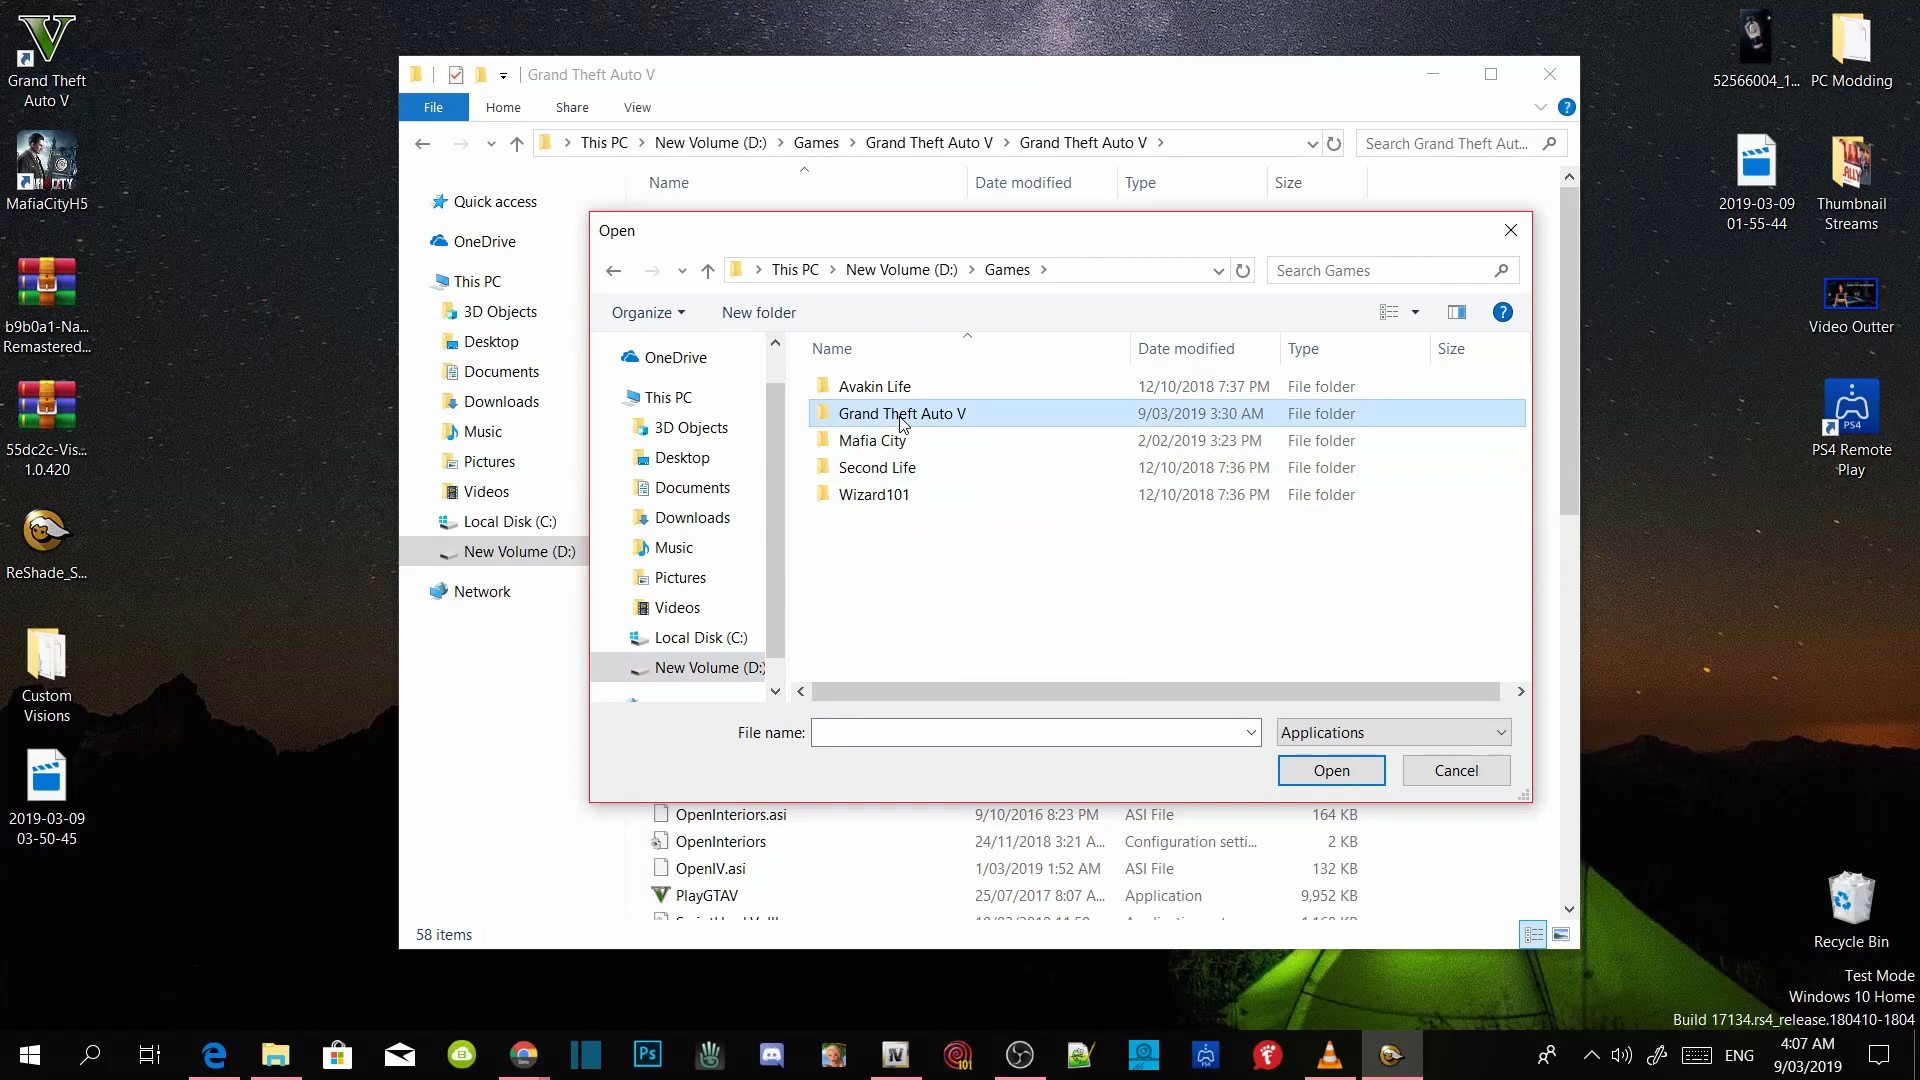 Grand Theft
Auto V
MafiaCityH5
b9b0a1-Na...
Remastered...
55dc2c-Vis...
1.0.420
ReShade_S...
Custom
Visions
2019-03-09
03-50-45
Grand Theft Auto V
File Home Share View
This PC New Volume (D:) Games Grand Theft Auto V Grand Theft Auto V
Search Grand Theft Aut...
Name Date modified Type Size
Quick access
OneDrive
This PC
3D Objects
Desktop
Documents
Downloads
Music
Pictures
Videos
Local Disk (C:)
New Volume (D:)
Network
Open
This PC New Volume (D:) Games
Search Games
Organize New folder
OneDrive
This PC
3D Objects
Desktop
Documents
Downloads
Music
Pictures
Videos
Local Disk (C:)
New Volume (D:)
Name Date modified Type Size
Avakin Life 12/10/2018 7:37 PM File folder
Grand Theft Auto V 9/03/2019 3:30 AM File folder
Mafia City 2/02/2019 3:23 PM File folder
Second Life 12/10/2018 7:36 PM File folder
Wizard101 12/10/2018 7:36 PM File folder
File name: Applications
Open Cancel
OpenInteriors.asi 9/10/2016 8:23 PM ASI File 164 KB
OpenInteriors 24/11/2018 3:21 A... Configuration setti... 2 KB
OpenIV.asi 1/03/2019 1:52 AM ASI File 132 KB
PlayGTAV 25/07/2017 8:07 A... Application 9,952 KB
58 items
52566004_1...
PC Modding
2019-03-09
01-55-44
Thumbnail
Streams
Video Outter
PS4
PS4 Remote
Play
Recycle Bin
Test Mode
Windows 10 Home
Build 17134.rs4_release.180410-1804
Ps
IV
101
PS4
ENG
4:07 AM
9/03/2019